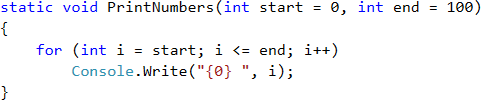 static void PrintNumbers(int start = 0, int end = 100)
{
    for (int i = start; i <= end; i++)
        Console.Write("{0} ", i);
}